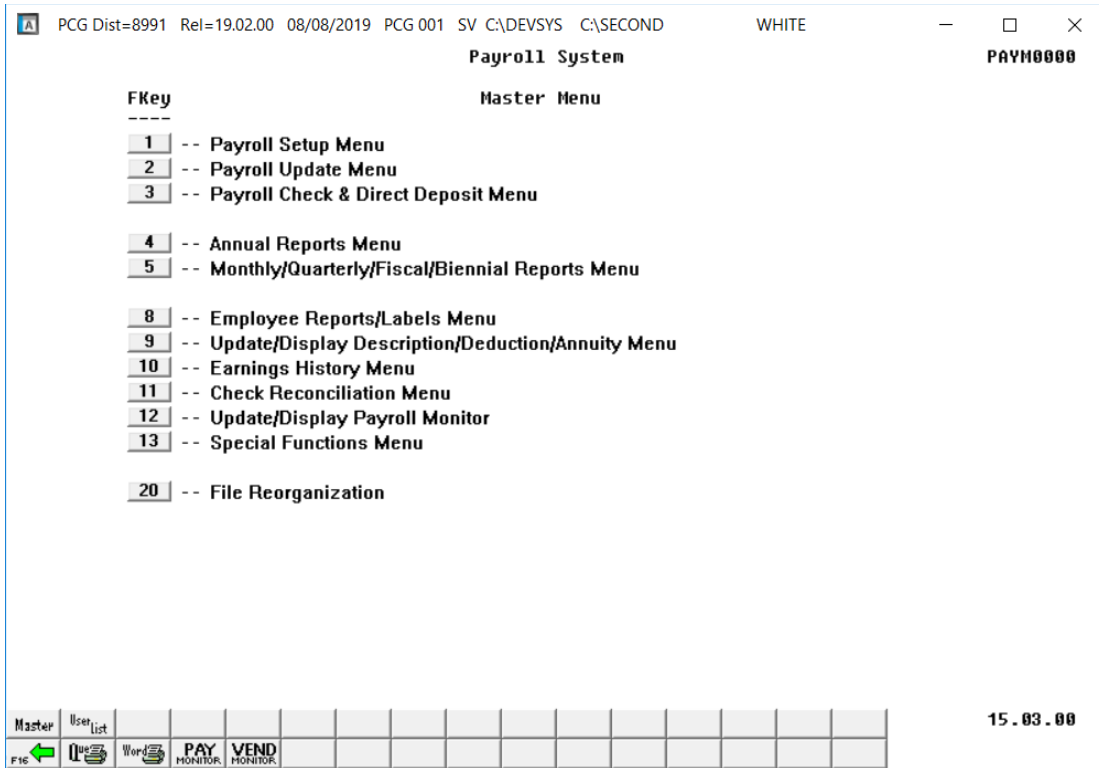 A PCG Dist=8991 Rel=19.02.00 08/08/2019 PCG 001 SV C:\DEVSYS C:\SECOND WHITE
Payroll System PAYM0000
FKey Master Menu
----
1 -- Payroll Setup Menu
2 -- Payroll Update Menu
3 -- Payroll Check & Direct Deposit Menu
4 -- Annual Reports Menu
5 -- Monthly/Quarterly/Fiscal/Biennial Reports Menu
8 -- Employee Reports/Labels Menu
9 -- Update/Display Description/Deduction/Annuity Menu
10 -- Earnings History Menu
11 -- Check Reconciliation Menu
12 -- Update/Display Payroll Monitor
13 -- Special Functions Menu
20 -- File Reorganization
Master User List 15.03.00
F16 Que Word PAY MONITOR VEND MONITOR